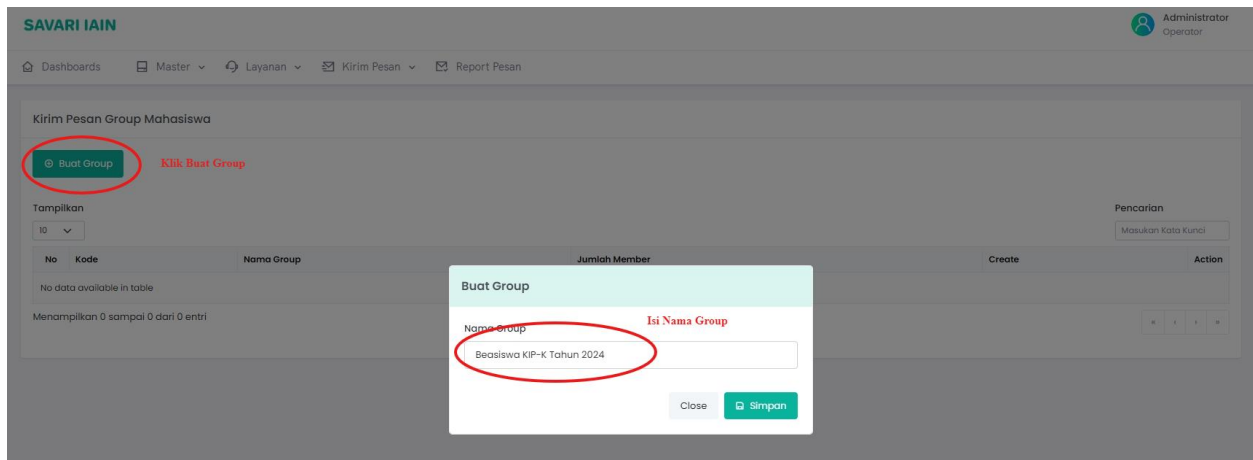 SAVARI IAIN
Administrator
Operator
Dashboards Master Layanan Kirim Pesan Report Pesan
Kirim Pesan Group Mahasiswa
Buat Group Klik Buat Group
Tampilkan Pencarian
10 Masukan Kata Kunci
No Kode Nama Group Jumlah Member Create Action
No data available in table
Menampilkan 0 sampai 0 dari 0 entri
Buat Group
Isi Nama Group
Nama Group
Beasiswa KIP-K Tahun 2024
Close Simpan